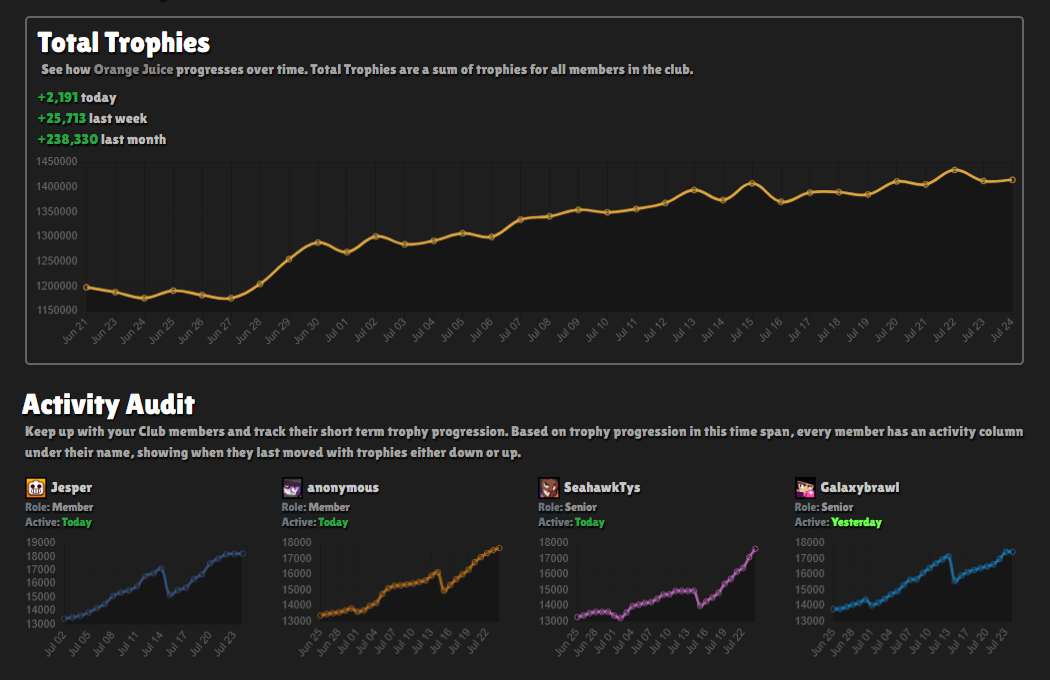 Total Trophies
See how Orange Juice progresses over time. Total Trophies are a sum of trophies for all members in the club.
+2,191 today
+25,713 last week
+238,330 last month
1450000
1400000
1350000
1300000
1250000
1200000
1150000
Jun 21 Jun 23 Jun 24 Jun 25 Jun 26 Jun 27 Jun 28 Jun 29 Jun 30 Jul 01 Jul 02 Jul 03 Jul 04 Jul 05 Jul 06 Jul 07 Jul 08 Jul 09 Jul 10 Jul 11 Jul 12 Jul 13 Jul 14 Jul 15 Jul 16 Jul 17 Jul 18 Jul 19 Jul 20 Jul 21 Jul 22 Jul 23 Jul 24
Activity Audit
Keep up with your Club members and track their short term trophy progression. Based on trophy progression in this time span, every member has an activity column
under their name, showing when they last moved with trophies either down or up.
Jesper
Role: Member
Active: Today
19000
18000
17000
16000
15000
14000
13000
Jul 02 Jul 05 Jul 08 Jul 11 Jul 14 Jul 17 Jul 20 Jul 23
anonymous
Role: Member
Active: Today
18000
17000
16000
15000
14000
13000
Jun 25 Jun 28 Jul 01 Jul 04 Jul 07 Jul 10 Jul 13 Jul 16 Jul 19 Jul 22
SeahawkTys
Role: Senior
Active: Today
18000
17000
16000
15000
14000
13000
Jun 25 Jun 28 Jul 01 Jul 04 Jul 07 Jul 10 Jul 13 Jul 16 Jul 19 Jul 22
Galaxybrawl
Role: Senior
Active: Yesterday
18000
17000
16000
15000
14000
13000
Jun 25 Jun 28 Jul 01 Jul 04 Jul 07 Jul 10 Jul 13 Jul 17 Jul 20 Jul 23